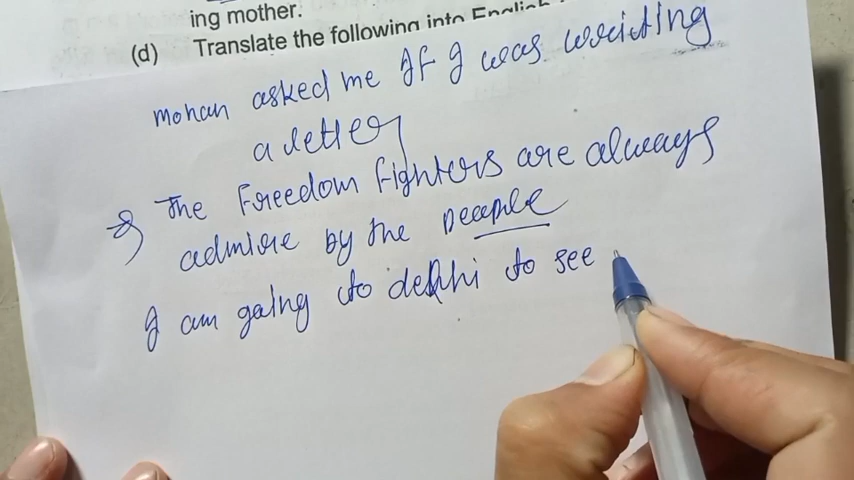 ing mother.
(d) Translate the following into English
Mohan asked me If I was writing
a letter
The Freedom Fighters are always
admire by the people
I am going to delhi to see